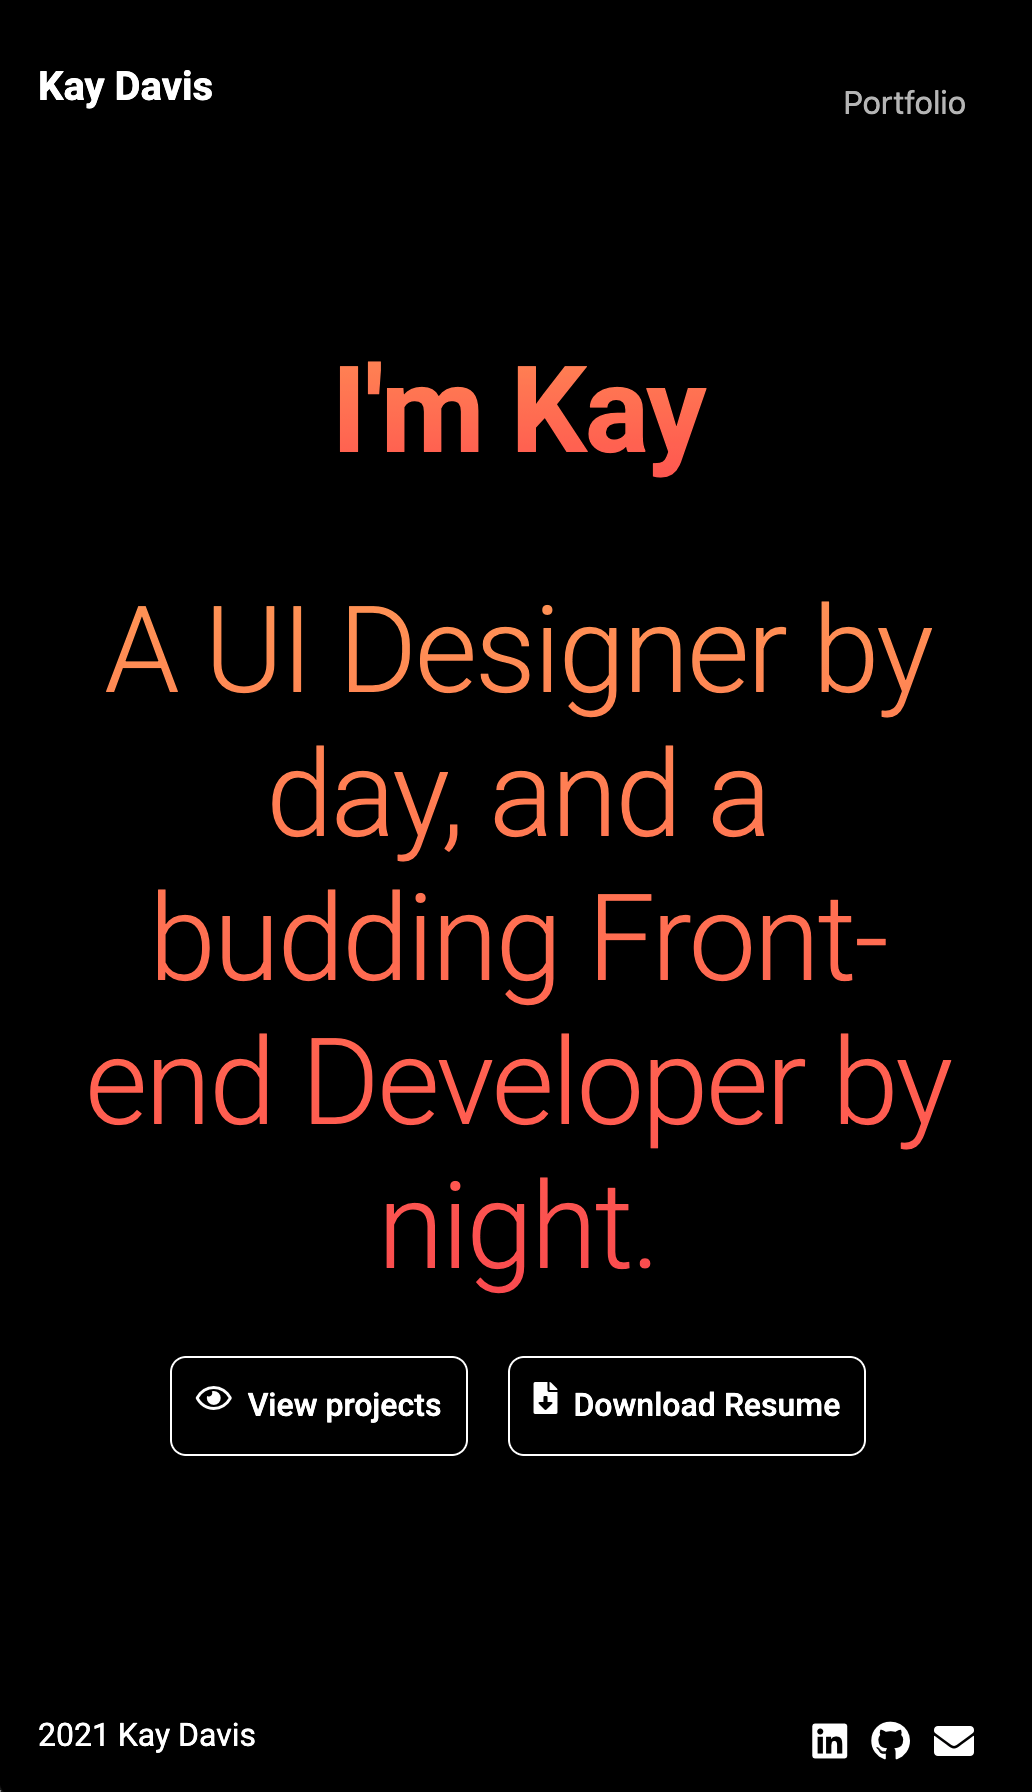 Kay Davis
Portfolio
I'm Kay
A UI Designer by
day, and a
budding Front-
end Developer by
night.
View projects
Download Resume
2021 Kay Davis